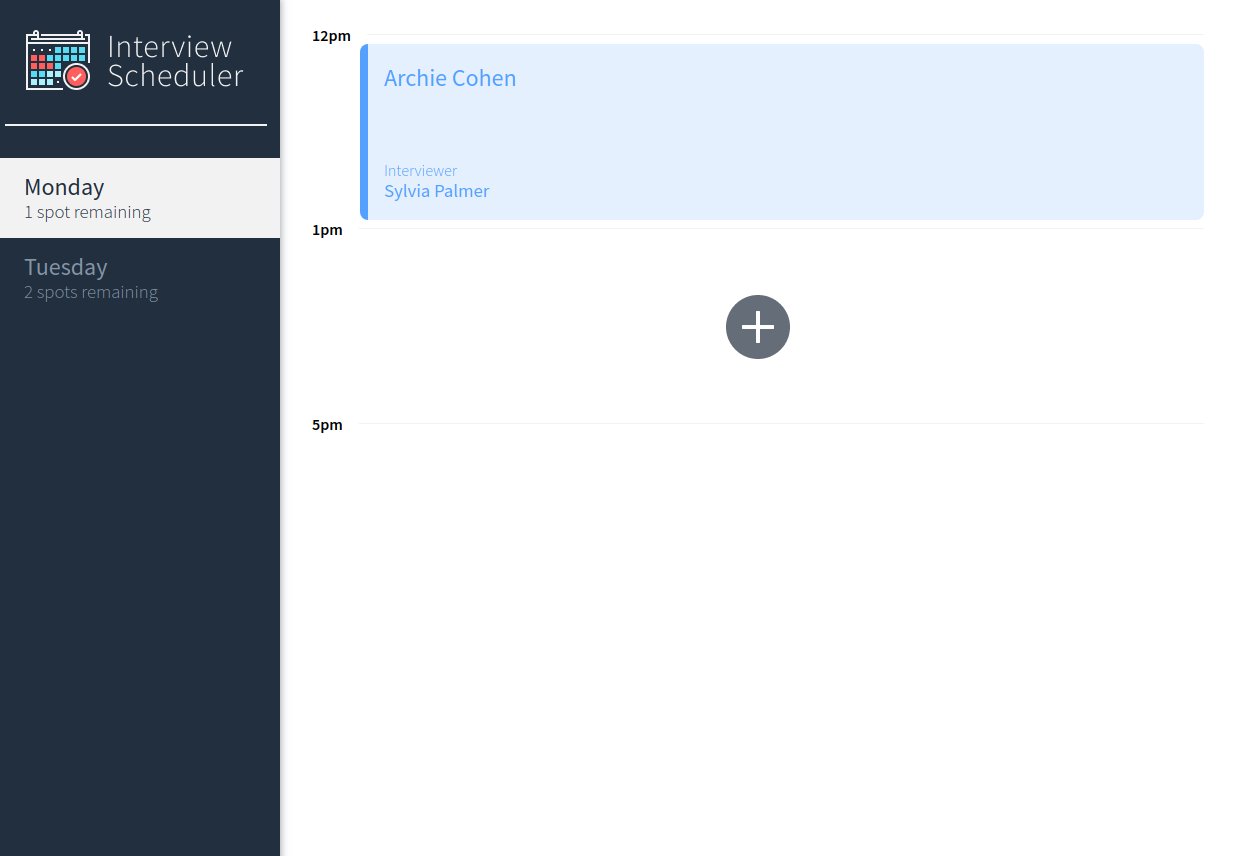 Interview
Scheduler
Monday
1 spot remaining
Tuesday
2 spots remaining
12pm
Archie Cohen
Interviewer
Sylvia Palmer
1pm
5pm